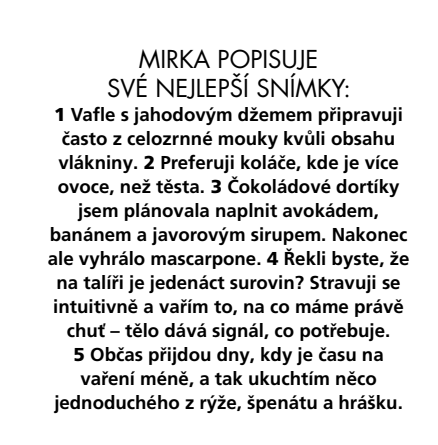 MIRKA POPISUJE
SVÉ NEJLEPŠÍ SNÍMKY:
1 Vafle s jahodovým džemem připravuji
často z celozrnné mouky kvůli obsahu
vlákniny. 2 Preferuji koláče, kde je více
ovoce, než těsta. 3 Čokoládové dortíky
jsem plánovala naplnit avokádem,
banánem a javorovým sirupem. Nakonec
ale vyhrálo mascarpone. 4 Řekli byste, že
na talíři je jedenáct surovin? Stravuji se
intuitivně a vařím to, na co máme právě
chuť – tělo dává signál, co potřebuje.
5 Občas přijdou dny, kdy je času na
vaření méně, a tak ukuchtím něco
jednoduchého z rýže, špenátu a hrášku.